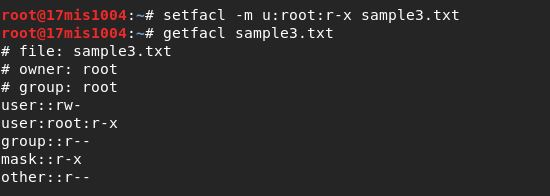 root@17mis1004:~# setfacl -m u:root:r-x sample3.txt
root@17mis1004:~# getfacl sample3.txt
# file: sample3.txt
# owner: root
# group: root
user::rw-
user:root:r-x
group::r--
mask::r-x
other::r--